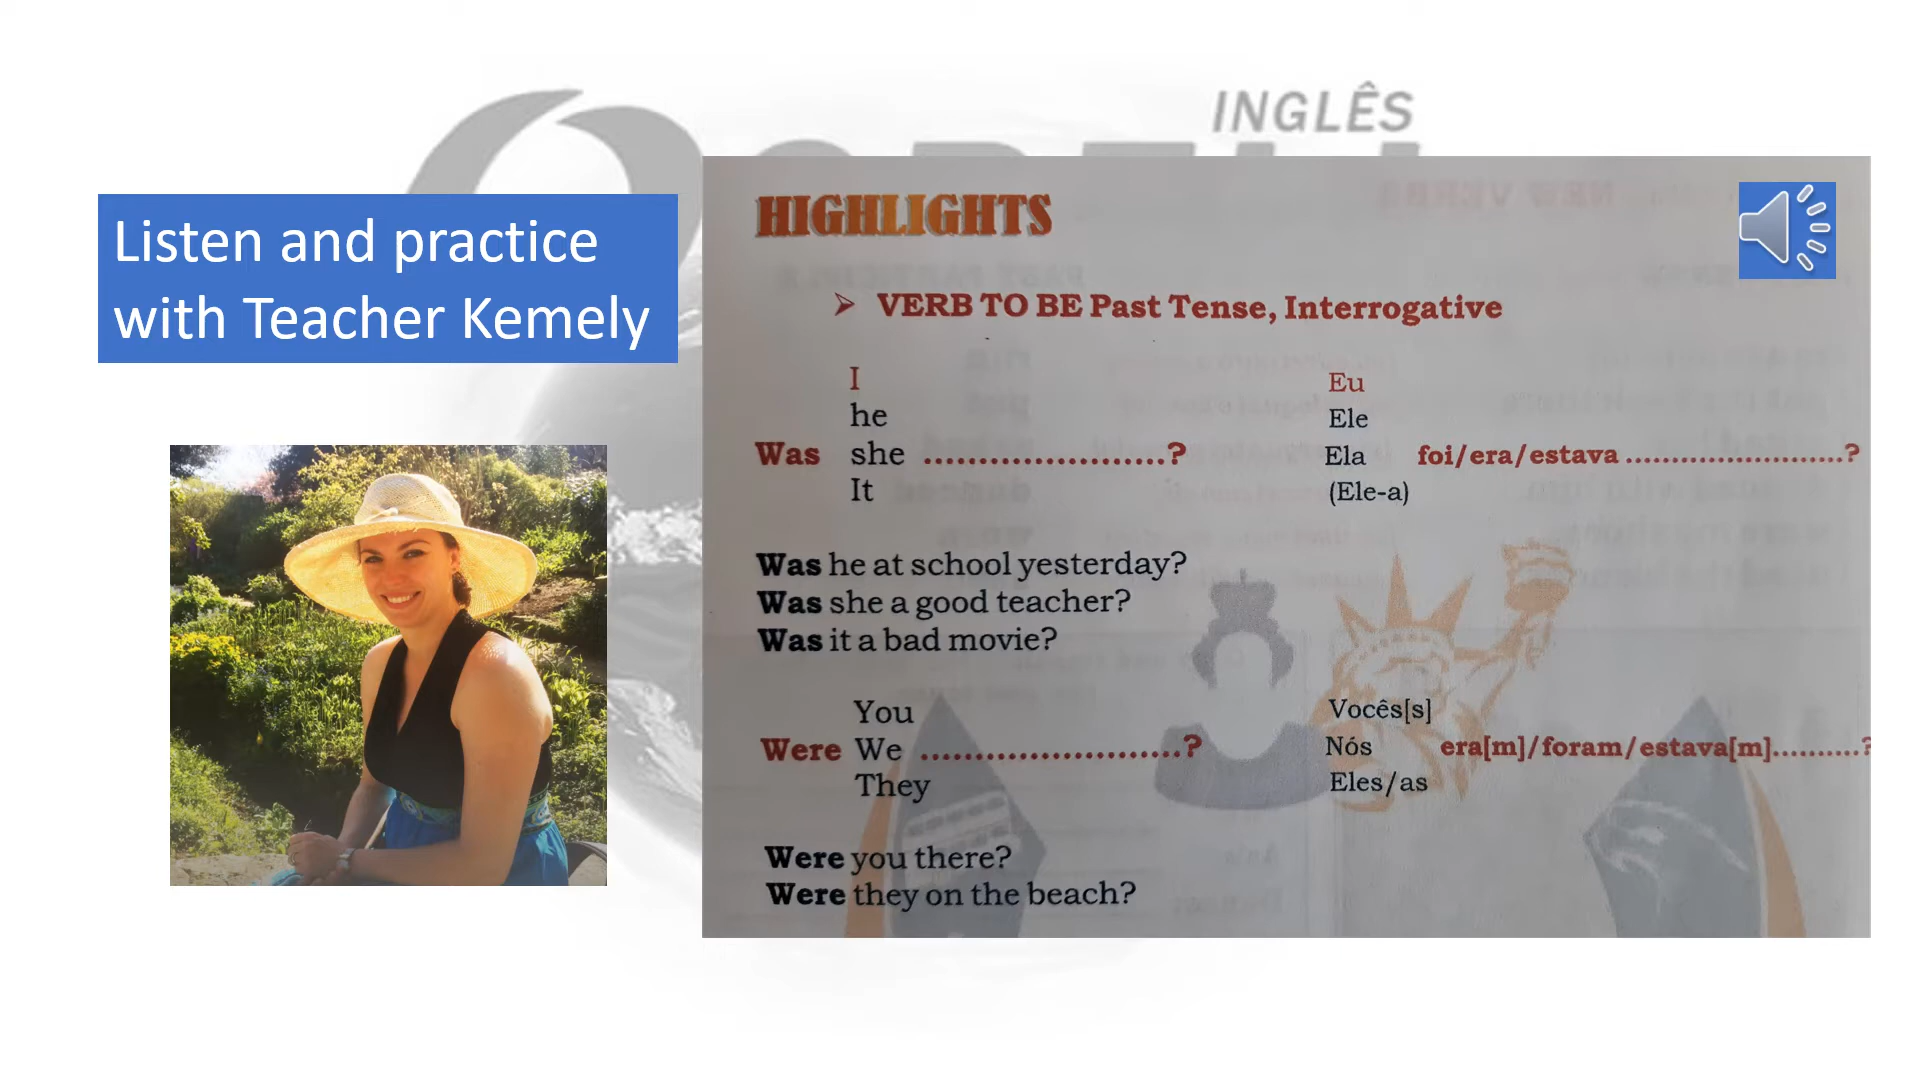 INGLÊS
Listen and practice
with Teacher Kemely
HIGHLIGHTS
➤ VERB TO BE Past Tense, Interrogative
I Eu
he Ele
Was she ........................? Ela foi/era/estava ........................?
It (Ele-a)
Was he at school yesterday?
Was she a good teacher?
Was it a bad movie?
You Vocês[s]
Were We ..........................? Nós era[m]/foram/estava[m]..........?
They Eles/as
Were you there?
Were they on the beach?